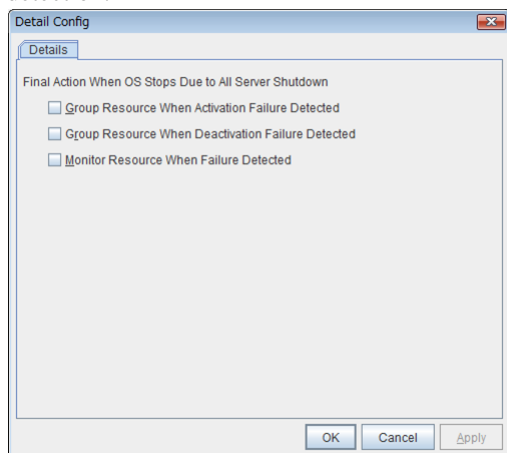 Detail Config
Details
Final Action When OS Stops Due to All Server Shutdown
Group Resource When Activation Failure Detected
Group Resource When Deactivation Failure Detected
Monitor Resource When Failure Detected
OK Cancel Apply